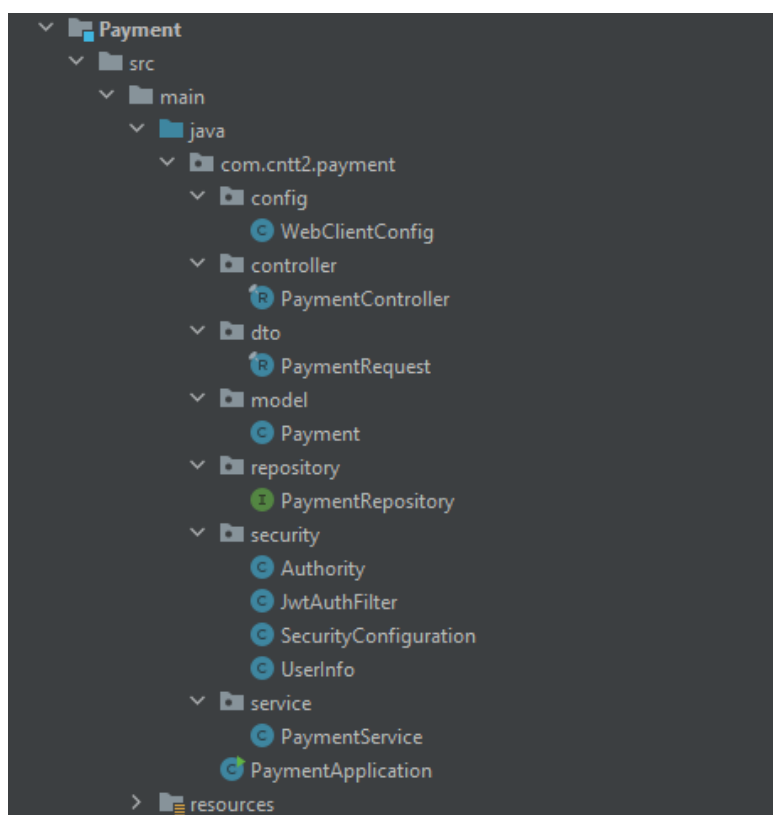 Payment
src
main
java
com.cntt2.payment
config
C WebClientConfig
controller
R PaymentController
dto
R PaymentRequest
model
C Payment
repository
I PaymentRepository
security
C Authority
C JwtAuthFilter
C SecurityConfiguration
C UserInfo
service
C PaymentService
C PaymentApplication
resources